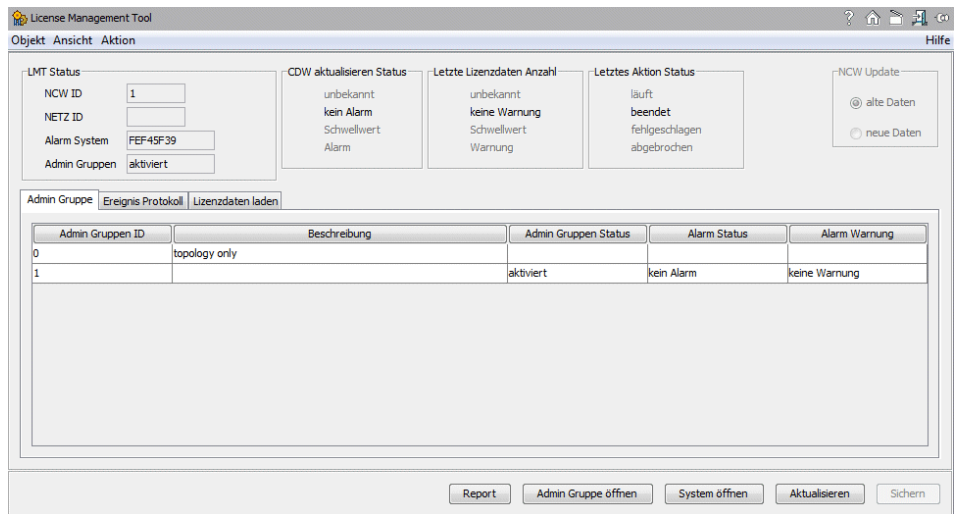 License Management Tool
Objekt Ansicht Aktion Hilfe
LMT Status
NCW ID 1
NETZ ID
Alarm System FEF45F39
Admin Gruppen aktiviert
CDW aktualisieren Status
unbekannt
kein Alarm
Schwellwert
Alarm
Letzte Lizenzdaten Anzahl
unbekannt
keine Warnung
Schwellwert
Warnung
Letztes Aktion Status
läuft
beendet
fehlgeschlagen
abgebrochen
NCW Update
alte Daten
neue Daten
Admin Gruppe Ereignis Protokoll Lizenzdaten laden
Admin Gruppen ID Beschreibung Admin Gruppen Status Alarm Status Alarm Warnung
0 topology only
1 aktiviert kein Alarm keine Warnung
Report Admin Gruppe öffnen System öffnen Aktualisieren Sichern